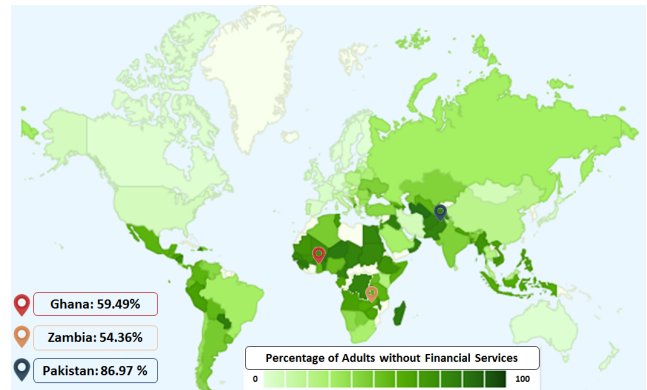 Ghana: 59.49%
Zambia: 54.36%
Pakistan: 86.97 %
Percentage of Adults without Financial Services
0 100